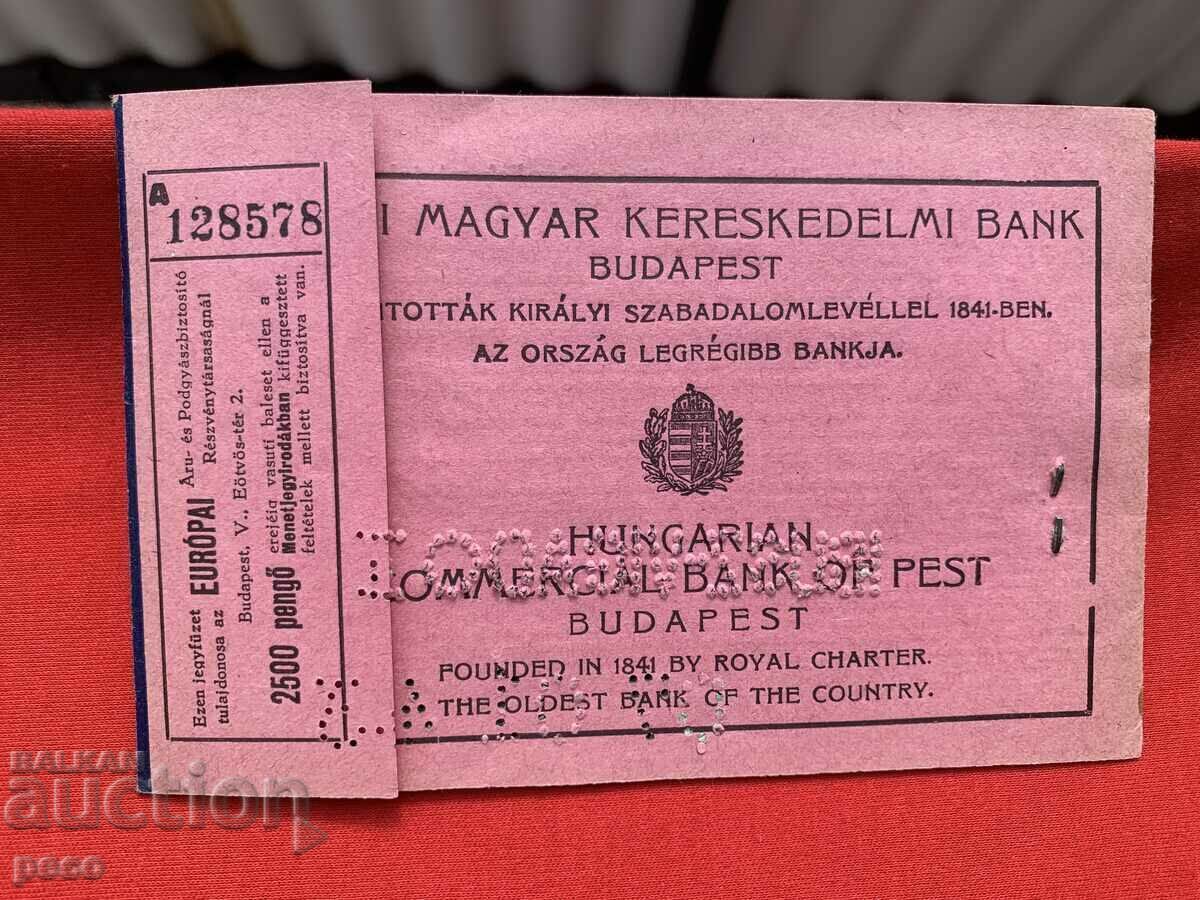 A
128578
Ezen jegyfüzet
tulajdonosa az
EURÓPAI
Áru- és Podgyászbiztosító
Részvénytársaságnál
Budapest, V., Eötvös-tér 2.
2500 pengő
erejéig vasuti baleset ellen a
Menetjegyirodákban kifüggesztett
feltételek mellett biztosítva van.
I MAGYAR KERESKEDELMI BANK
BUDAPEST
TOTTÁK KIRÁLYI SZABADALOMLEVÉLLEL 1841-BEN.
AZ ORSZÁG LEGRÉGIBB BANKJA.
HUNGARIAN
COMMERCIAL BANK OF PEST
BUDAPEST
FOUNDED IN 1841 BY ROYAL CHARTER.
THE OLDEST BANK OF THE COUNTRY.
BALKAN
auction
peco